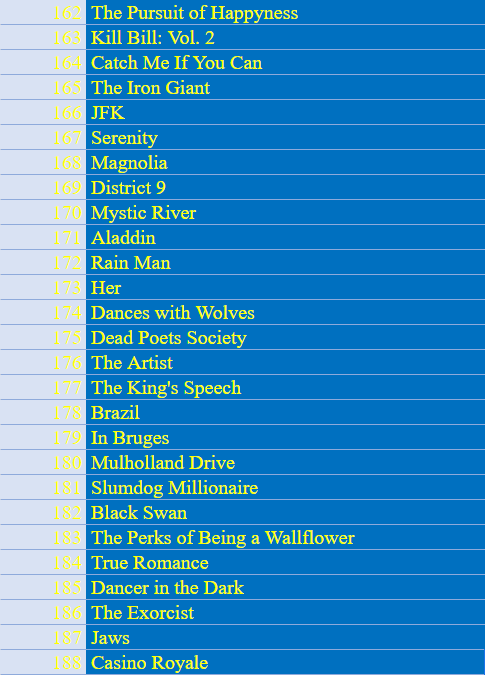 162 The Pursuit of Happyness
163 Kill Bill: Vol. 2
164 Catch Me If You Can
165 The Iron Giant
166 JFK
167 Serenity
168 Magnolia
169 District 9
170 Mystic River
171 Aladdin
172 Rain Man
173 Her
174 Dances with Wolves
175 Dead Poets Society
176 The Artist
177 The King's Speech
178 Brazil
179 In Bruges
180 Mulholland Drive
181 Slumdog Millionaire
182 Black Swan
183 The Perks of Being a Wallflower
184 True Romance
185 Dancer in the Dark
186 The Exorcist
187 Jaws
188 Casino Royale